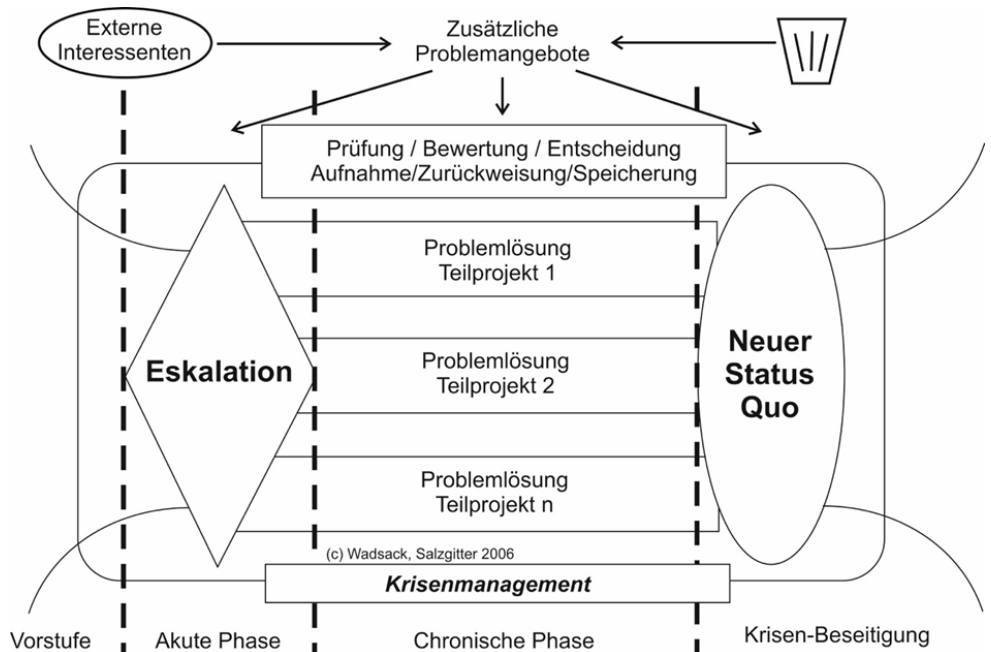 Externe
Interessenten
Zusätzliche
Problemangebote
Prüfung / Bewertung / Entscheidung
Aufnahme/Zurückweisung/Speicherung
Problemlösung
Teilprojekt 1
Eskalation
Problemlösung
Teilprojekt 2
Neuer
Status
Quo
Problemlösung
Teilprojekt n
(c) Wadsack, Salzgitter 2006
Krisenmanagement
Vorstufe
Akute Phase
Chronische Phase
Krisen-Beseitigung